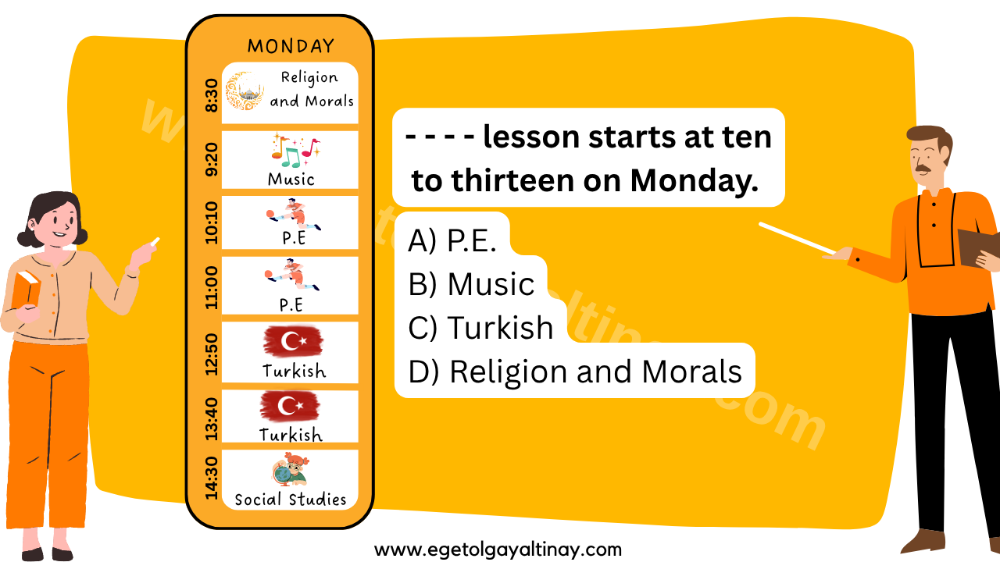 MONDAY
8:30
Religion
and Morals
9:20
Music
10:10
P.E
11:00
P.E
12:50
Turkish
13:40
Turkish
14:30
Social Studies
- - - - lesson starts at ten
to thirteen on Monday.
A) P.E.
B) Music
C) Turkish
D) Religion and Morals
www.egetolgayaltinay.com